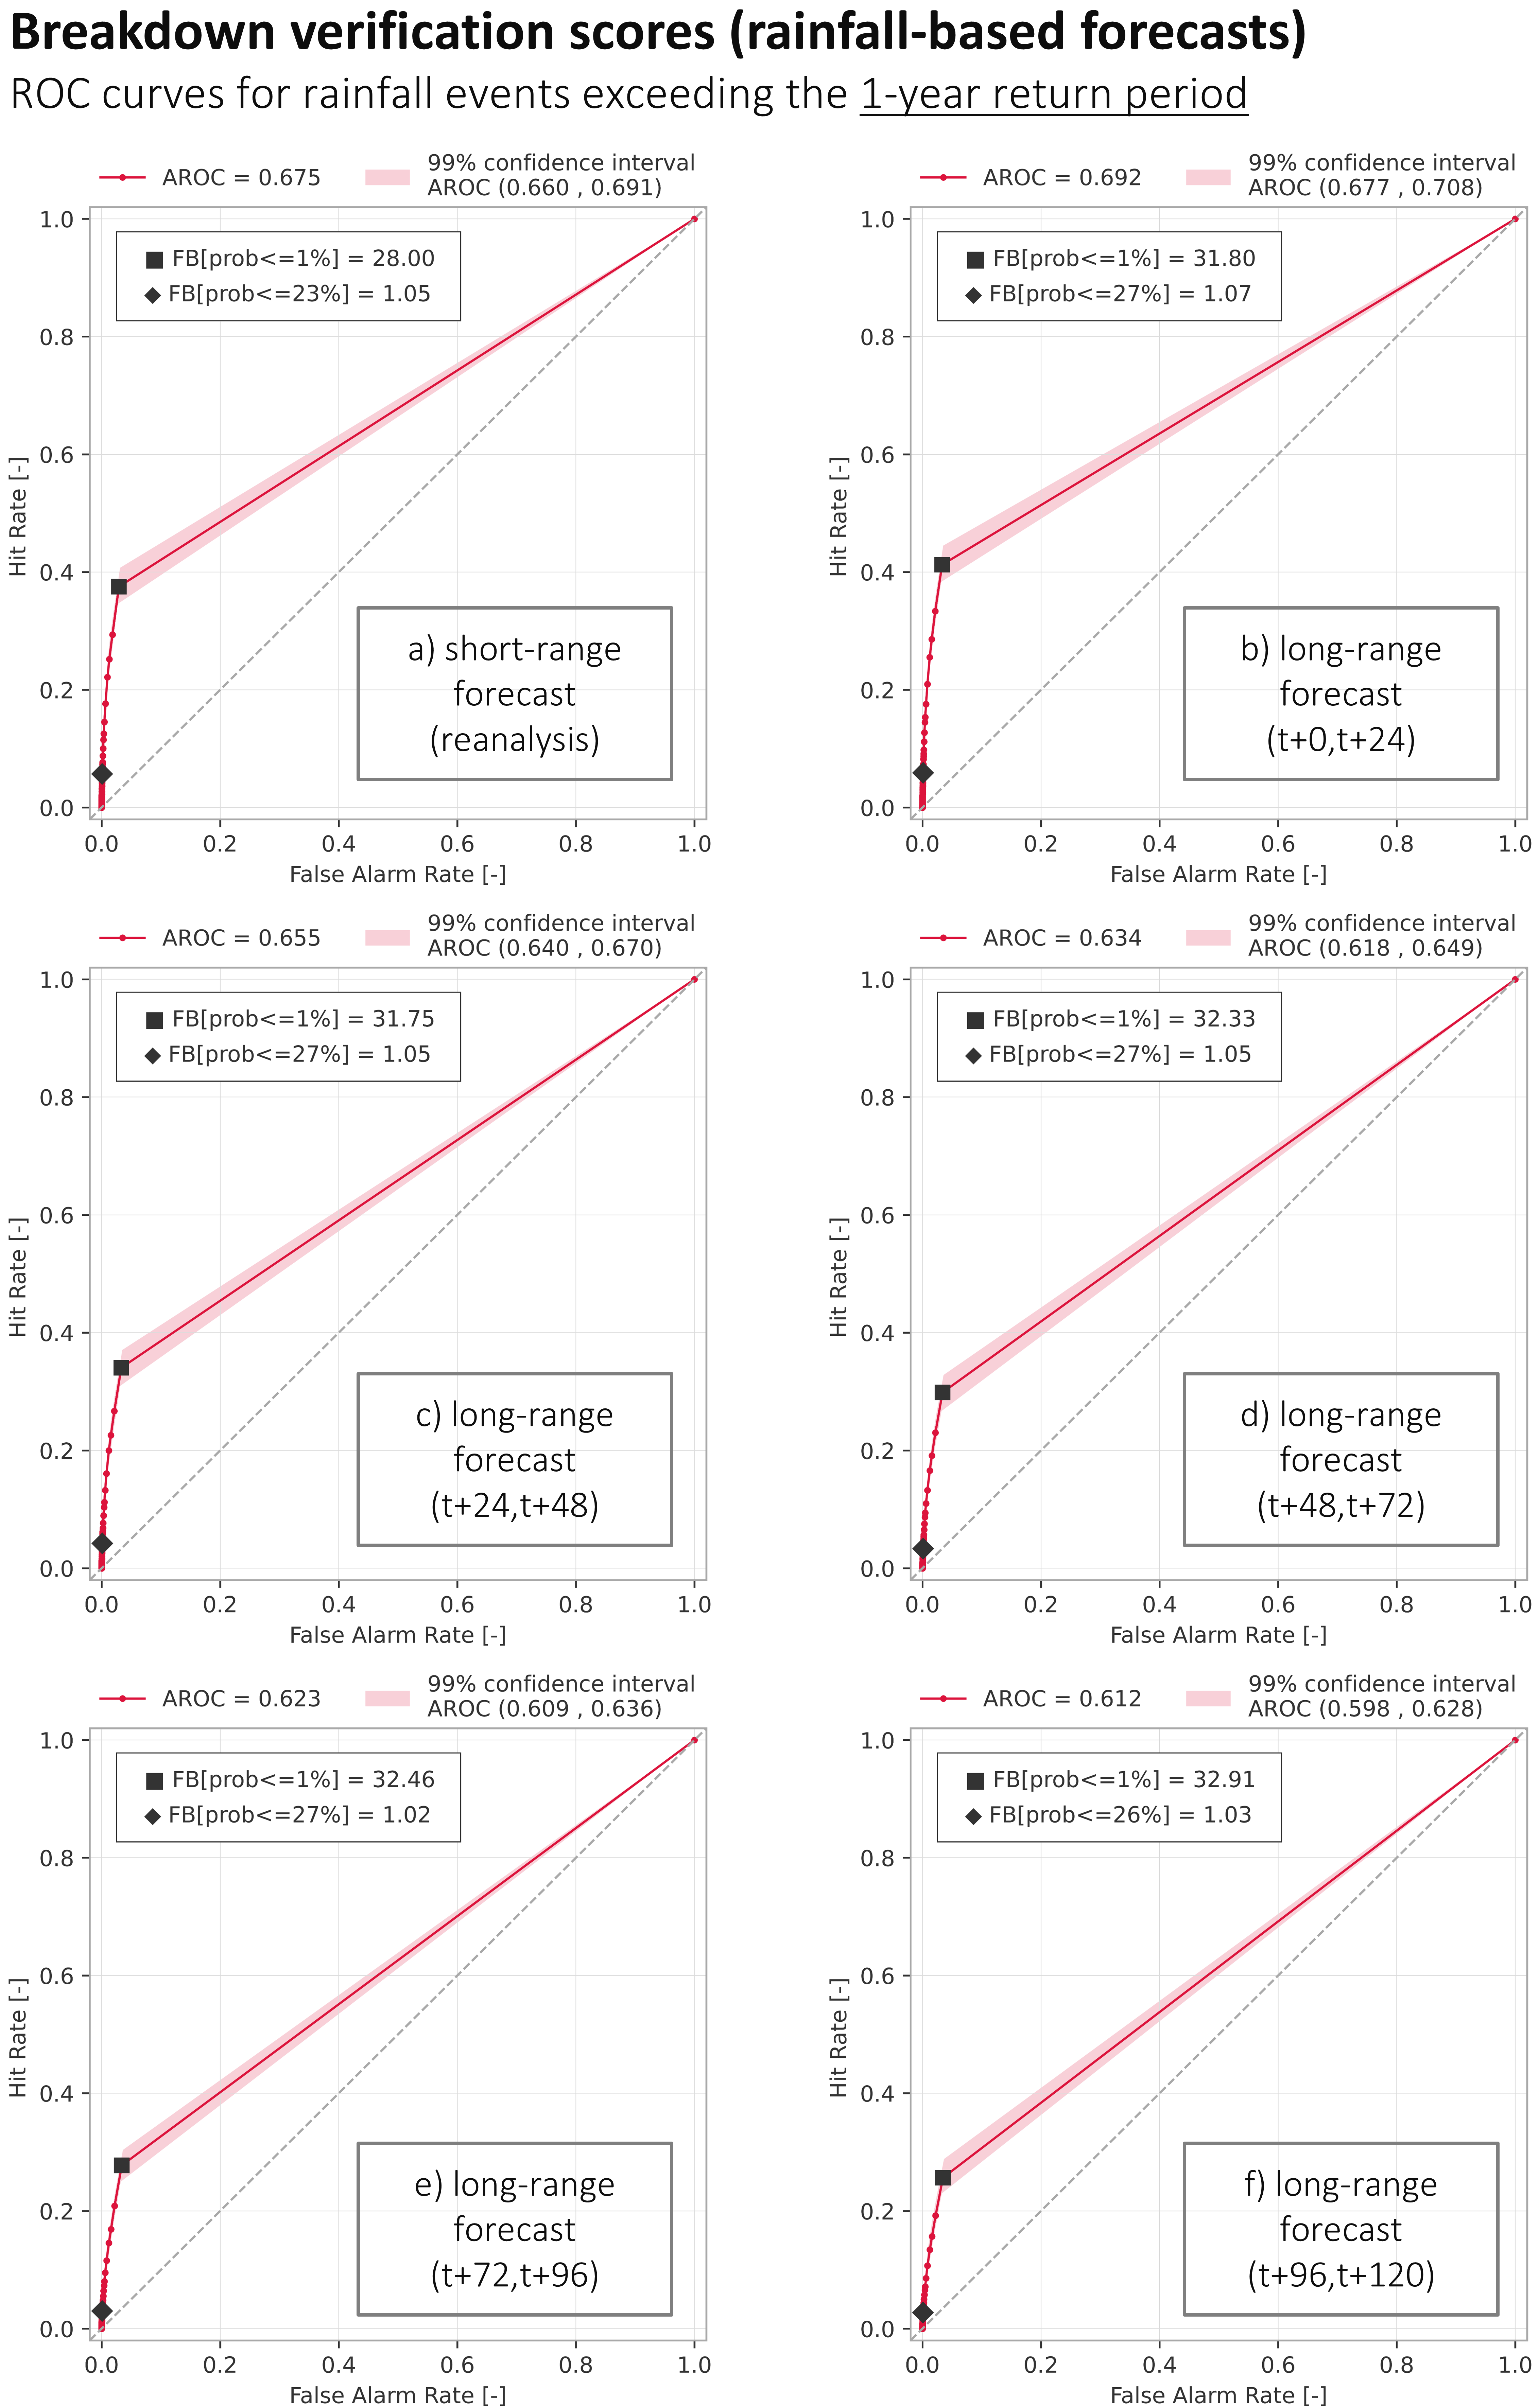 Breakdown verification scores (rainfall-based forecasts)
ROC curves for rainfall events exceeding the 1-year return period
AROC = 0.675
99% confidence interval
AROC (0.660 , 0.691)
FB[prob<=1%] = 28.00
FB[prob<=23%] = 1.05
1.0
0.8
0.6
0.4
0.2
0.0
Hit Rate [-]
a) short-range
forecast
(reanalysis)
0.0 0.2 0.4 0.6 0.8 1.0
False Alarm Rate [-]
AROC = 0.692
99% confidence interval
AROC (0.677 , 0.708)
FB[prob<=1%] = 31.80
FB[prob<=27%] = 1.07
1.0
0.8
0.6
0.4
0.2
0.0
Hit Rate [-]
b) long-range
forecast
(t+0,t+24)
0.0 0.2 0.4 0.6 0.8 1.0
False Alarm Rate [-]
AROC = 0.655
99% confidence interval
AROC (0.640 , 0.670)
FB[prob<=1%] = 31.75
FB[prob<=27%] = 1.05
1.0
0.8
0.6
0.4
0.2
0.0
Hit Rate [-]
c) long-range
forecast
(t+24,t+48)
0.0 0.2 0.4 0.6 0.8 1.0
False Alarm Rate [-]
AROC = 0.634
99% confidence interval
AROC (0.618 , 0.649)
FB[prob<=1%] = 32.33
FB[prob<=27%] = 1.05
1.0
0.8
0.6
0.4
0.2
0.0
Hit Rate [-]
d) long-range
forecast
(t+48,t+72)
0.0 0.2 0.4 0.6 0.8 1.0
False Alarm Rate [-]
AROC = 0.623
99% confidence interval
AROC (0.609 , 0.636)
FB[prob<=1%] = 32.46
FB[prob<=27%] = 1.02
1.0
0.8
0.6
0.4
0.2
0.0
Hit Rate [-]
e) long-range
forecast
(t+72,t+96)
0.0 0.2 0.4 0.6 0.8 1.0
False Alarm Rate [-]
AROC = 0.612
99% confidence interval
AROC (0.598 , 0.628)
FB[prob<=1%] = 32.91
FB[prob<=26%] = 1.03
1.0
0.8
0.6
0.4
0.2
0.0
Hit Rate [-]
f) long-range
forecast
(t+96,t+120)
0.0 0.2 0.4 0.6 0.8 1.0
False Alarm Rate [-]